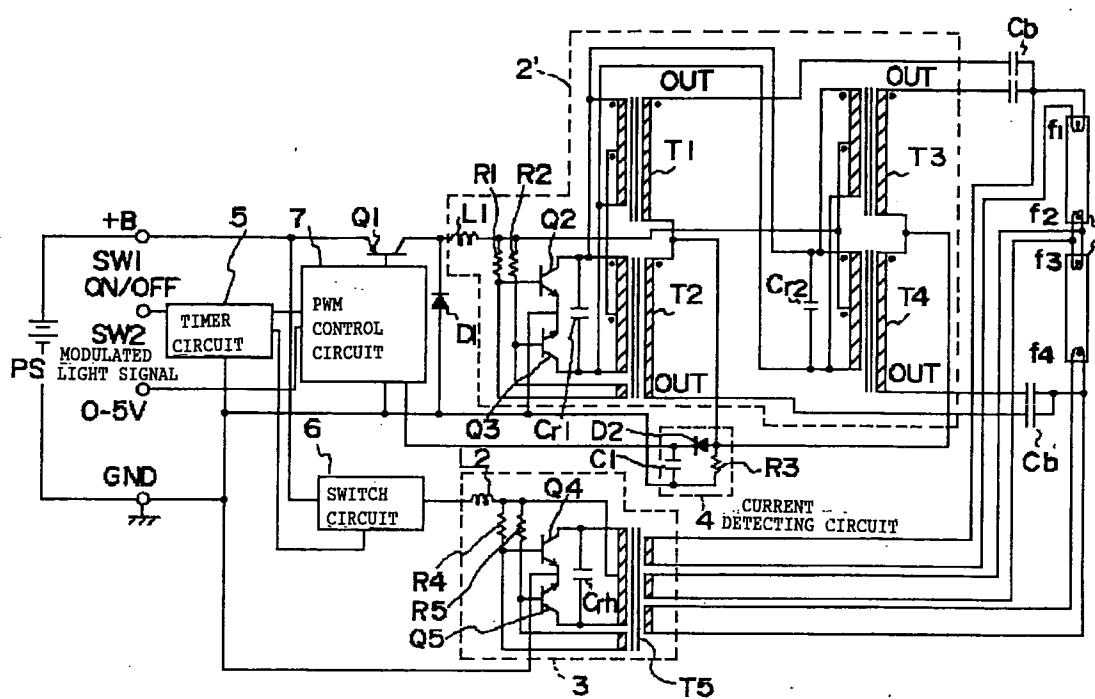 Cb
2'
OUT
OUT
f1
T1
T3
R1
R2
L1
f2
+B
5
7
Q1
Q2
f3
SW1
ON/OFF
Cr2
T2
T4
PWM
CONTROL
CIRCUIT
TIMER
CIRCUIT
D1
SW2
PS
MODULATED
LIGHT SIGNAL
f4
OUT
OUT
0-5V
Q3
Cr1
D2
6
L2
C1
R3
Cb
GND
SWITCH
CIRCUIT
Q4
4
CURRENT
DETECTING CIRCUIT
R4
R5
Crh
Q5
3
T5